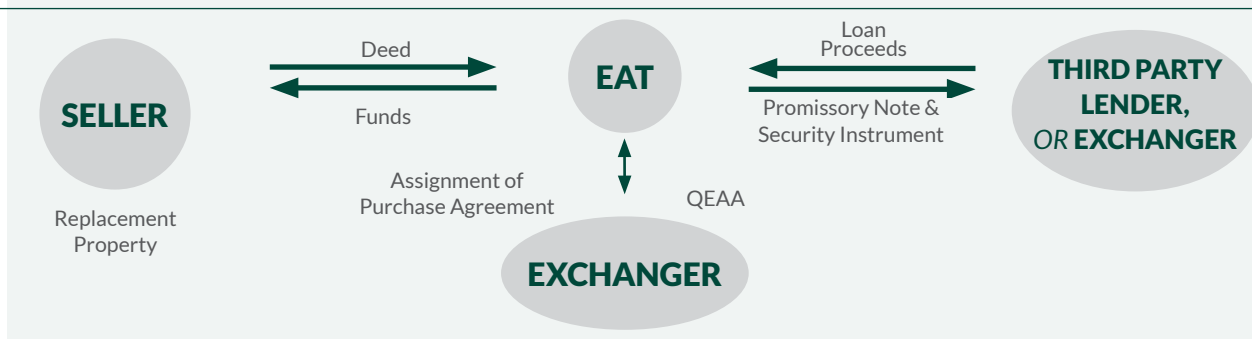 SELLER
Replacement
Property
Deed
Funds
EAT
Assignment of
Purchase Agreement
QEAA
EXCHANGER
Loan
Proceeds
Promissory Note &
Security Instrument
THIRD PARTY
LENDER,
OR EXCHANGER